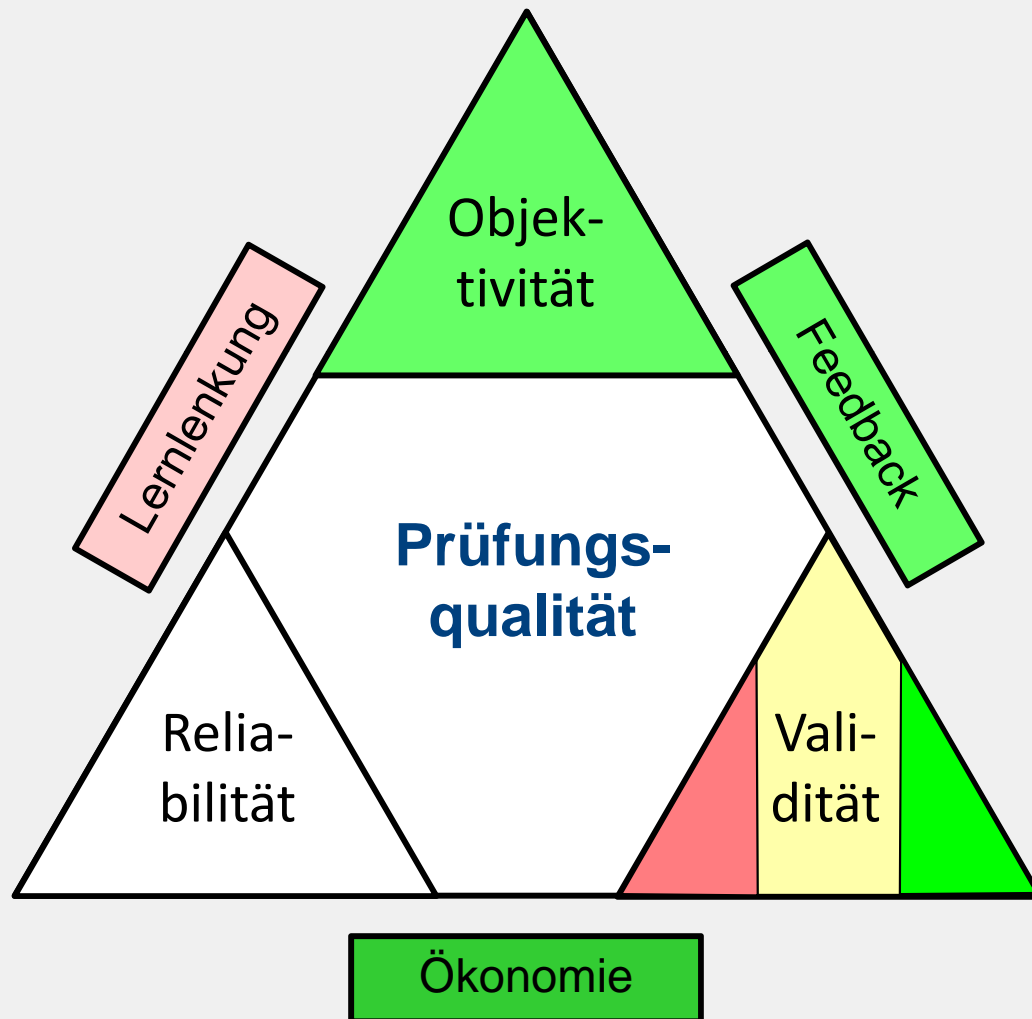 Objek-
tivität
Lernlenkung
Feedback
Prüfungs-
qualität
Relia-
bilität
Vali-
dität
Ökonomie